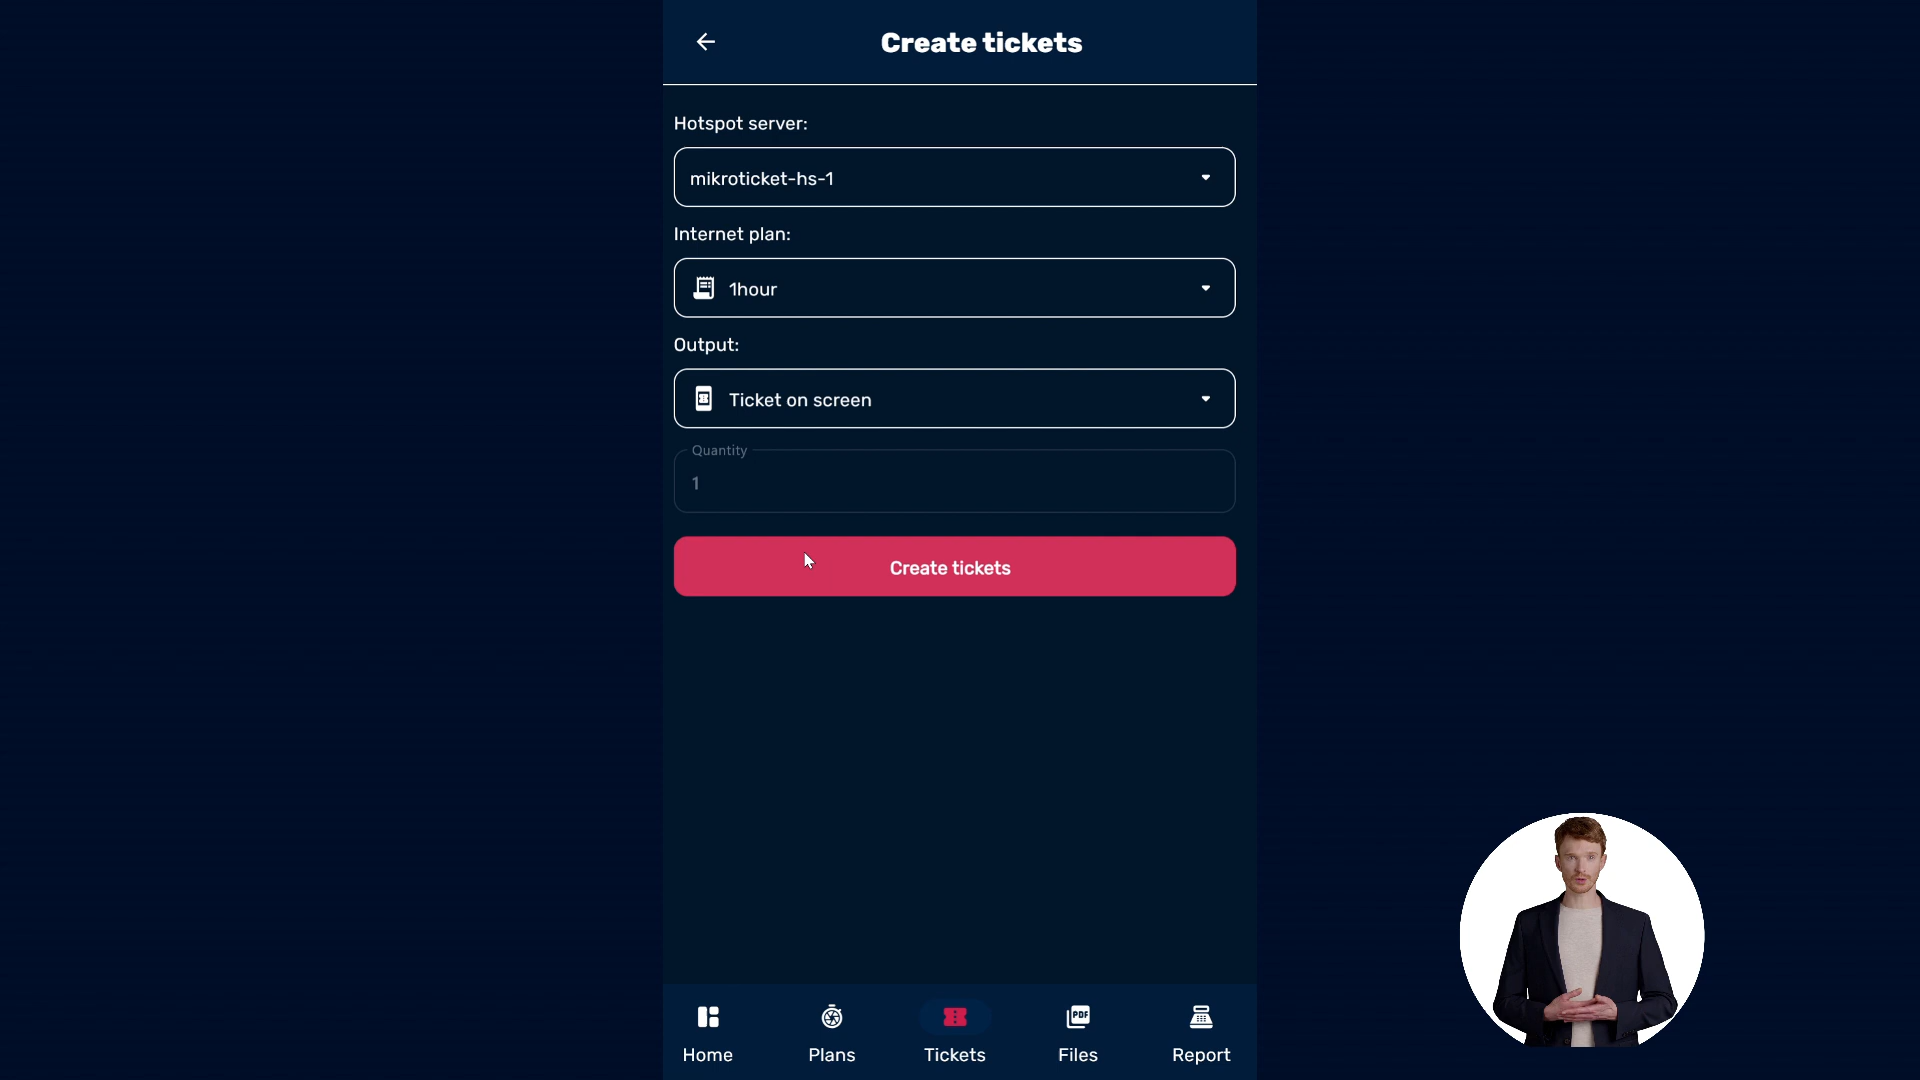 Create tickets
Hotspot server:
mikroticket-hs-1
Internet plan:
1hour
Output:
Ticket on screen
Quantity
1
Create tickets
PDF
Home
Plans
Tickets
Files
Report